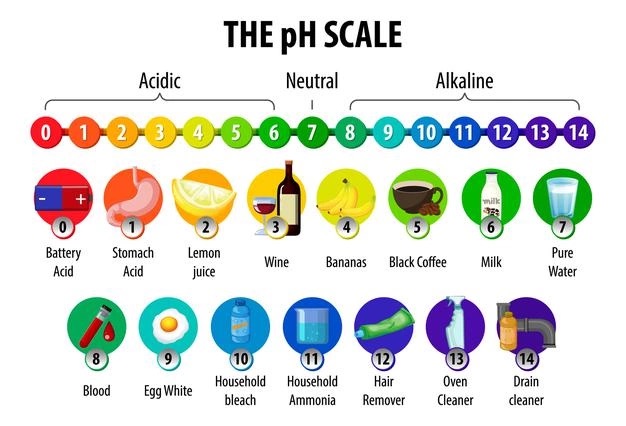 THE pH SCALE
Acidic Neutral Alkaline
0 1 2 3 4 5 6 7 8 9 10 11 12 13 14
- +
milk
0 1 2 3 4 5 6 7
Battery Acid
Stomach Acid
Lemon juice
Wine
Bananas
Black Coffee
Milk
Pure Water
8 9 10 11 12 13 14
Blood
Egg White
Household bleach
Household Ammonia
Hair Remover
Oven Cleaner
Drain cleaner